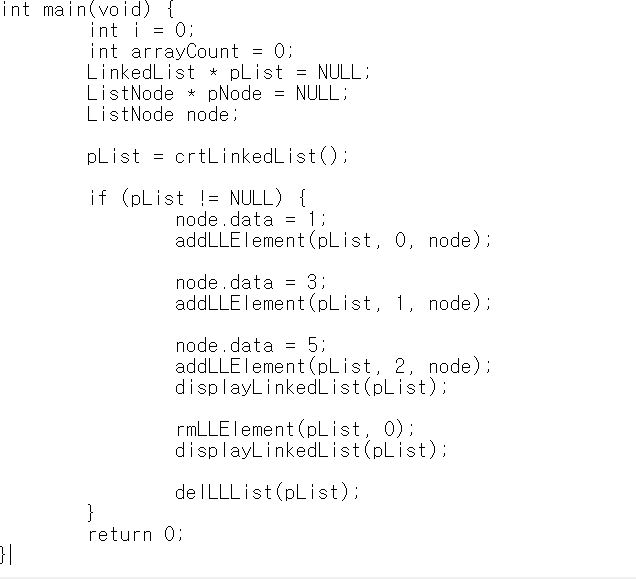 int main(void) {
int i = 0;
int arrayCount = 0;
LinkedList * pList = NULL;
ListNode * pNode = NULL;
ListNode node;
pList = crtLinkedList();
if (pList != NULL) {
node.data = 1;
addLLElement(pList, 0, node);
node.data = 3;
addLLElement(pList, 1, node);
node.data = 5;
addLLElement(pList, 2, node);
displayLinkedList(pList);
rmLLElement(pList, 0);
displayLinkedList(pList);
delLLList(pList);
}
return 0;
}